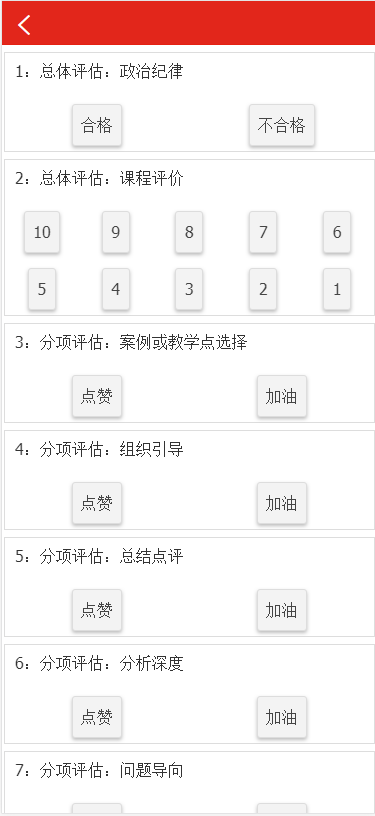 1：总体评估：政治纪律
合格 不合格
2：总体评估：课程评价
10 9 8 7 6
5 4 3 2 1
3：分项评估：案例或教学点选择
点赞 加油
4：分项评估：组织引导
点赞 加油
5：分项评估：总结点评
点赞 加油
6：分项评估：分析深度
点赞 加油
7：分项评估：问题导向